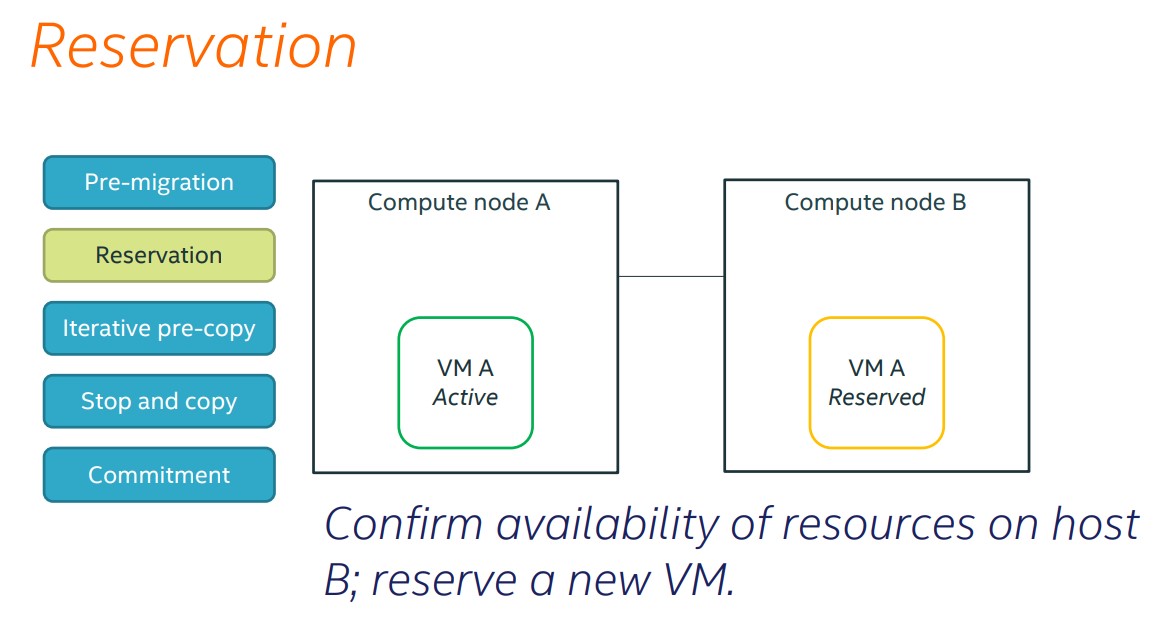 Reservation
Pre-migration
Reservation
Iterative pre-copy
Stop and copy
Commitment
Compute node A
VM A
Active
Compute node B
VM A
Reserved
Confirm availability of resources on host
B; reserve a new VM.